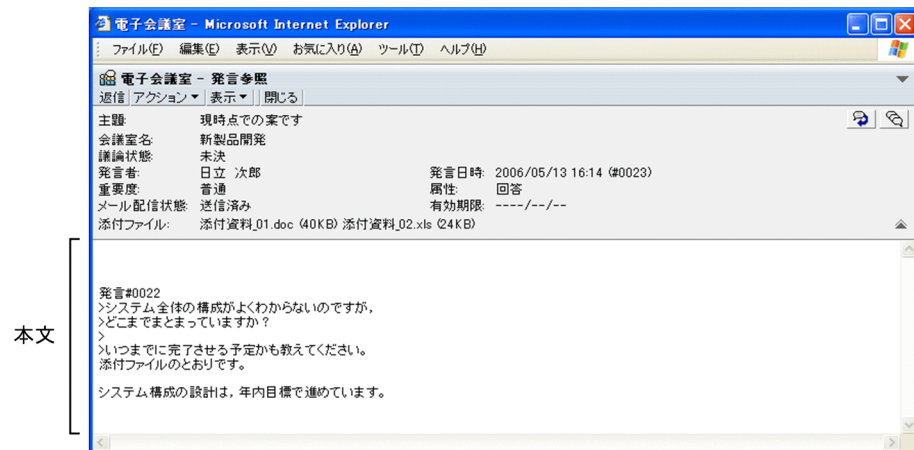 電子会議室 - Microsoft Internet Explorer
ファイル(F) 編集(E) 表示(V) お気に入り(A) ツール(T) ヘルプ(H)
電子会議室 - 発言参照
返信 アクション▼ 表示▼ 閉じる
主題: 現時点での案です
会議室名: 新製品開発
議論状態: 未決
発言者: 日立 次郎 発言日時: 2006/05/13 16:14 (#0023)
重要度: 普通 属性: 回答
メール配信状態: 送信済み 有効期限: ----/--/--
添付ファイル: 添付資料_01.doc (40KB) 添付資料_02.xls (24KB)
本文
発言#0022
>システム全体の構成がよくわからないのですが，
>どこまでまとまっていますか？
>
>いつまでに完了させる予定かも教えてください。
添付ファイルのとおりです。
システム構成の設計は，年内目標で進めています。